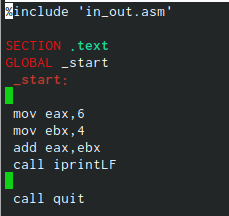 %include 'in_out.asm'
SECTION .text
GLOBAL _start
_start:
mov eax,6
mov ebx,4
add eax,ebx
call iprintLF
call quit